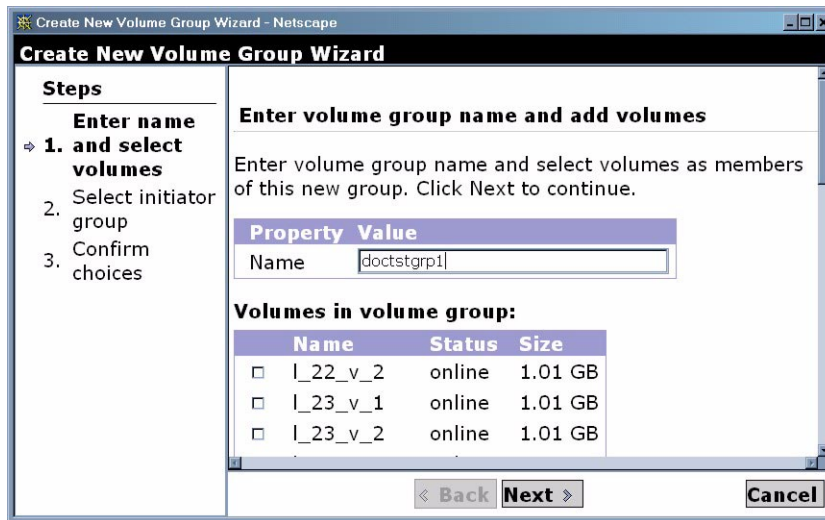 Create New Volume Group Wizard - Netscape
Create New Volume Group Wizard
Steps
1. Enter name
and select
volumes
2. Select initiator
group
3. Confirm
choices
Enter volume group name and add volumes
Enter volume group name and select volumes as members
of this new group. Click Next to continue.
Property Value
Name doctstgrp1
Volumes in volume group:
Name Status Size
l_22_v_2 online 1.01 GB
l_23_v_1 online 1.01 GB
l_23_v_2 online 1.01 GB
« Back Next » Cancel